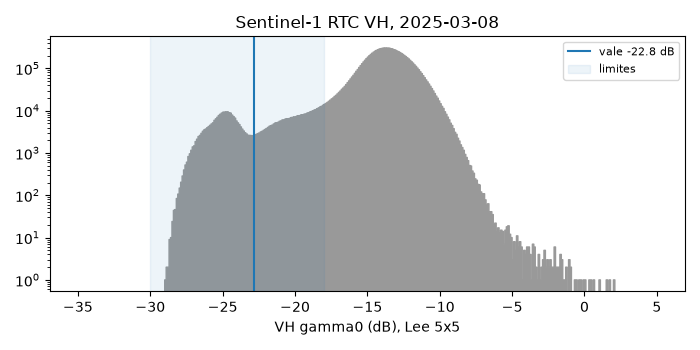 Sentinel-1 RTC VH, 2025-03-08
vale -22.8 dB
limites
10⁵
10⁴
10³
10²
10¹
10⁰
−35 −30 −25 −20 −15 −10 −5 0 5
VH gamma0 (dB), Lee 5x5